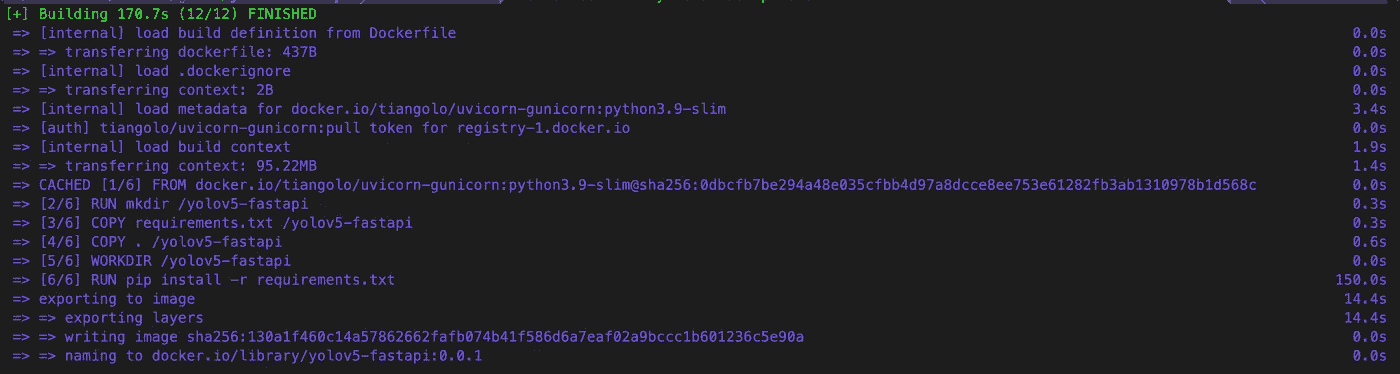 [+] Building 170.7s (12/12) FINISHED
=> [internal] load build definition from Dockerfile 0.0s
=> => transferring dockerfile: 437B 0.0s
=> [internal] load .dockerignore 0.0s
=> => transferring context: 2B 0.0s
=> [internal] load metadata for docker.io/tiangolo/uvicorn-gunicorn:python3.9-slim 3.4s
=> [auth] tiangolo/uvicorn-gunicorn:pull token for registry-1.docker.io 0.0s
=> [internal] load build context 1.9s
=> => transferring context: 95.22MB 1.4s
=> CACHED [1/6] FROM docker.io/tiangolo/uvicorn-gunicorn:python3.9-slim@sha256:0dbcfb7be294a48e035cfbb4d97a8dcce8ee753e61282fb3ab1310978b1d568c 0.0s
=> [2/6] RUN mkdir /yolov5-fastapi 0.3s
=> [3/6] COPY requirements.txt /yolov5-fastapi 0.3s
=> [4/6] COPY . /yolov5-fastapi 0.6s
=> [5/6] WORKDIR /yolov5-fastapi 0.0s
=> [6/6] RUN pip install -r requirements.txt 150.0s
=> exporting to image 14.4s
=> => exporting layers 14.4s
=> => writing image sha256:130a1f460c14a57862662fafb074b41f586d6a7eaf02a9bccc1b601236c5e90a 0.0s
=> => naming to docker.io/library/yolov5-fastapi:0.0.1 0.0s